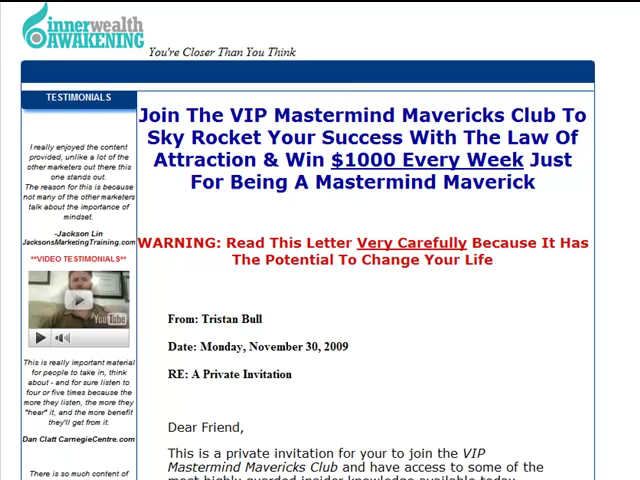 innerwealth
AWAKENING
You're Closer Than You Think
TESTIMONIALS
I really enjoyed the content
provided, unlike a lot of the
other marketers out there this
one stands out.
The reason for this is because
not many of the other marketers
talk about the importance of
mindset.
-Jackson Lin
JacksonsMarketingTraining.com
**VIDEO TESTIMONIALS**
YouTube
This is really important material
for people to take in, think
about - and for sure listen to
four or five times because the
more they listen, the more they
"hear" it, and the more benefit
they'll get from it.
Dan Clatt CarnegieCentre.com
There is so much content of
Join The VIP Mastermind Mavericks Club To
Sky Rocket Your Success With The Law Of
Attraction & Win $1000 Every Week Just
For Being A Mastermind Maverick
WARNING: Read This Letter Very Carefully Because It Has
The Potential To Change Your Life
From: Tristan Bull
Date: Monday, November 30, 2009
RE: A Private Invitation
Dear Friend,
This is a private invitation for your to join the VIP
Mastermind Mavericks Club and have access to some of the
most highly guarded insider knowledge available today